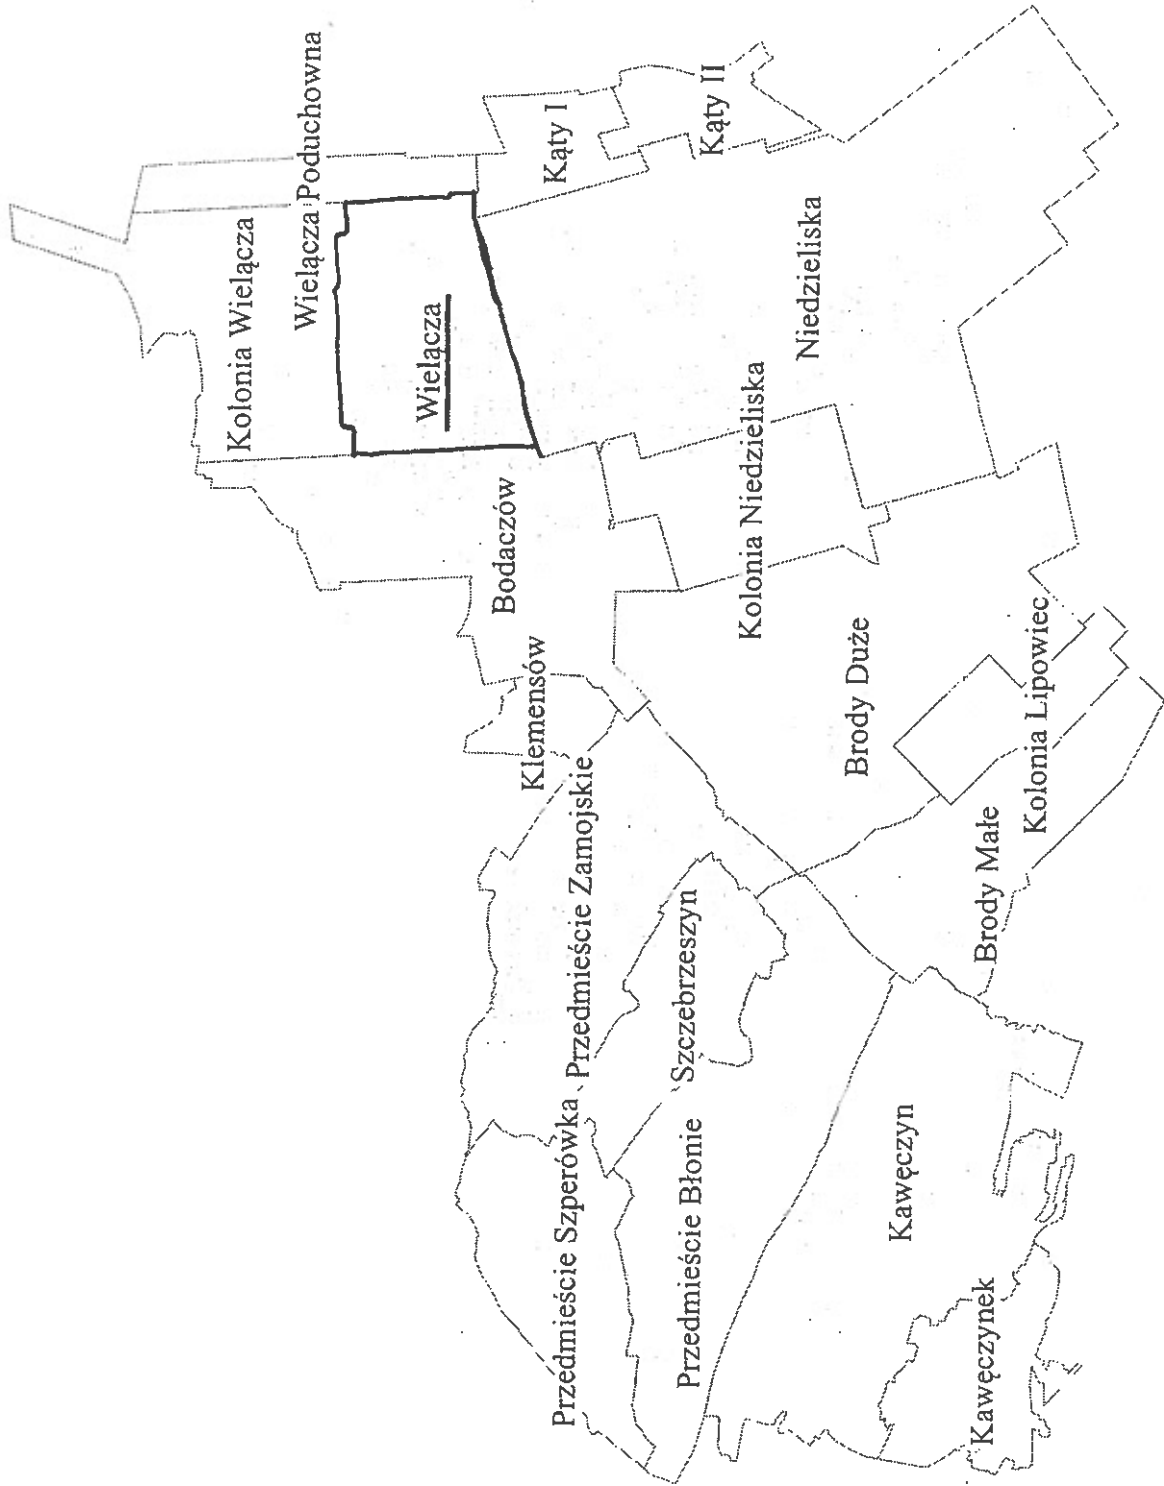 Wielącza Poduchowna
Kolonia Wielącza
Wielącza
Kąty I
Kąty II
Niedzieliska
Kolonia Niedzieliska
Bodaczów
Klemensów
Brody Duże
Kolonia Lipowiec
Brody Małe
Przedmieście Zamojskie
Szczebrzeszyn
Przedmieście Szperówka
Przedmieście Błonie
Kawęczyn
Kawęczynek